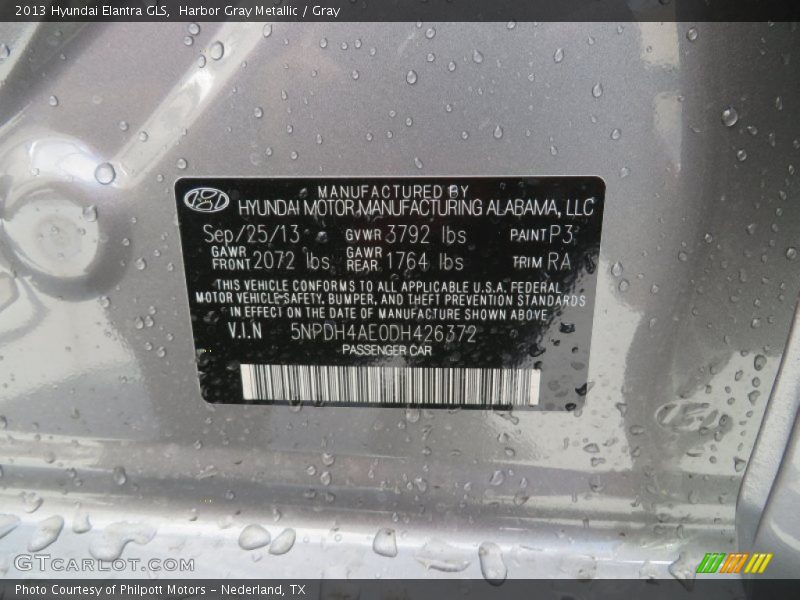 2013 Hyundai Elantra GLS, Harbor Gray Metallic / Gray
MANUFACTURED BY
HYUNDAI MOTOR MANUFACTURING ALABAMA, LLC
Sep/25/13 GVWR 3792 lbs PAINT P3
GAWR FRONT 2072 lbs GAWR REAR 1764 lbs TRIM RA
THIS VEHICLE CONFORMS TO ALL APPLICABLE U.S.A. FEDERAL
MOTOR VEHICLE SAFETY, BUMPER, AND THEFT PREVENTION STANDARDS
IN EFFECT ON THE DATE OF MANUFACTURE SHOWN ABOVE
V.I.N 5NPDH4AE0DH426372
PASSENGER CAR
GTCARLOT.COM
Photo Courtesy of Philpott Motors - Nederland, TX